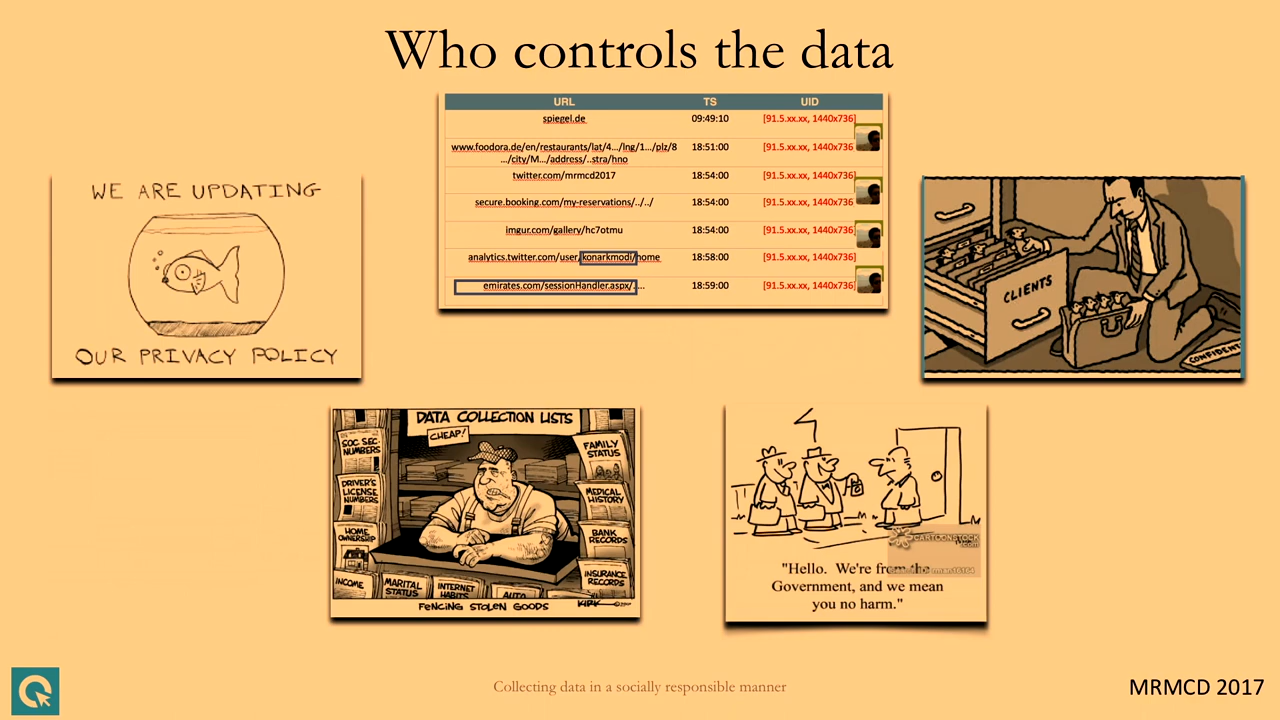 Who controls the data
URL TS UID
spiegel.de 09:49:10 [91.5.xx.xx, 1440x736]
www.foodora.de/en/restaurants/lat/4.../lng/1.../plz/8 18:51:00 [91.5.xx.xx, 1440x736
.../city/M.../address/..stra/hno
twitter.com/mrmcd2017 18:54:00 [91.5.xx.xx, 1440x736
secure.booking.com/my-reservations/../../ 18:54:00 [91.5.xx.xx, 1440x736
imgur.com/gallery/hc7otmu 18:54:00 [91.5.xx.xx, 1440x736]
analytics.twitter.com/user/konarkmodi/home 18:58:00 [91.5.xx.xx, 1440x736]
emirates.com/sessionHandler.aspx/.... 18:59:00 [91.5.xx.xx, 1440x736]
WE ARE UPDATING
OUR PRIVACY POLICY
CLIENTS
CONFIDENT
DATA COLLECTION LISTS
CHEAP!
SOC SEC
NUMBERS
DRIVER'S
LICENSE
NUMBERS
HOME
OWNERSHIP
INCOME
MARITAL
STATUS
INTERNET
HABITS
AUTO
FAMILY
STATUS
MEDICAL
HISTORY
BANK
RECORDS
INSURANCE
RECORDS
FENCING STOLEN GOODS
KIRK
CARTOONSTOCK
.com
"Hello. We're from the
Government, and we mean
you no harm."
Collecting data in a socially responsible manner
MRMCD 2017